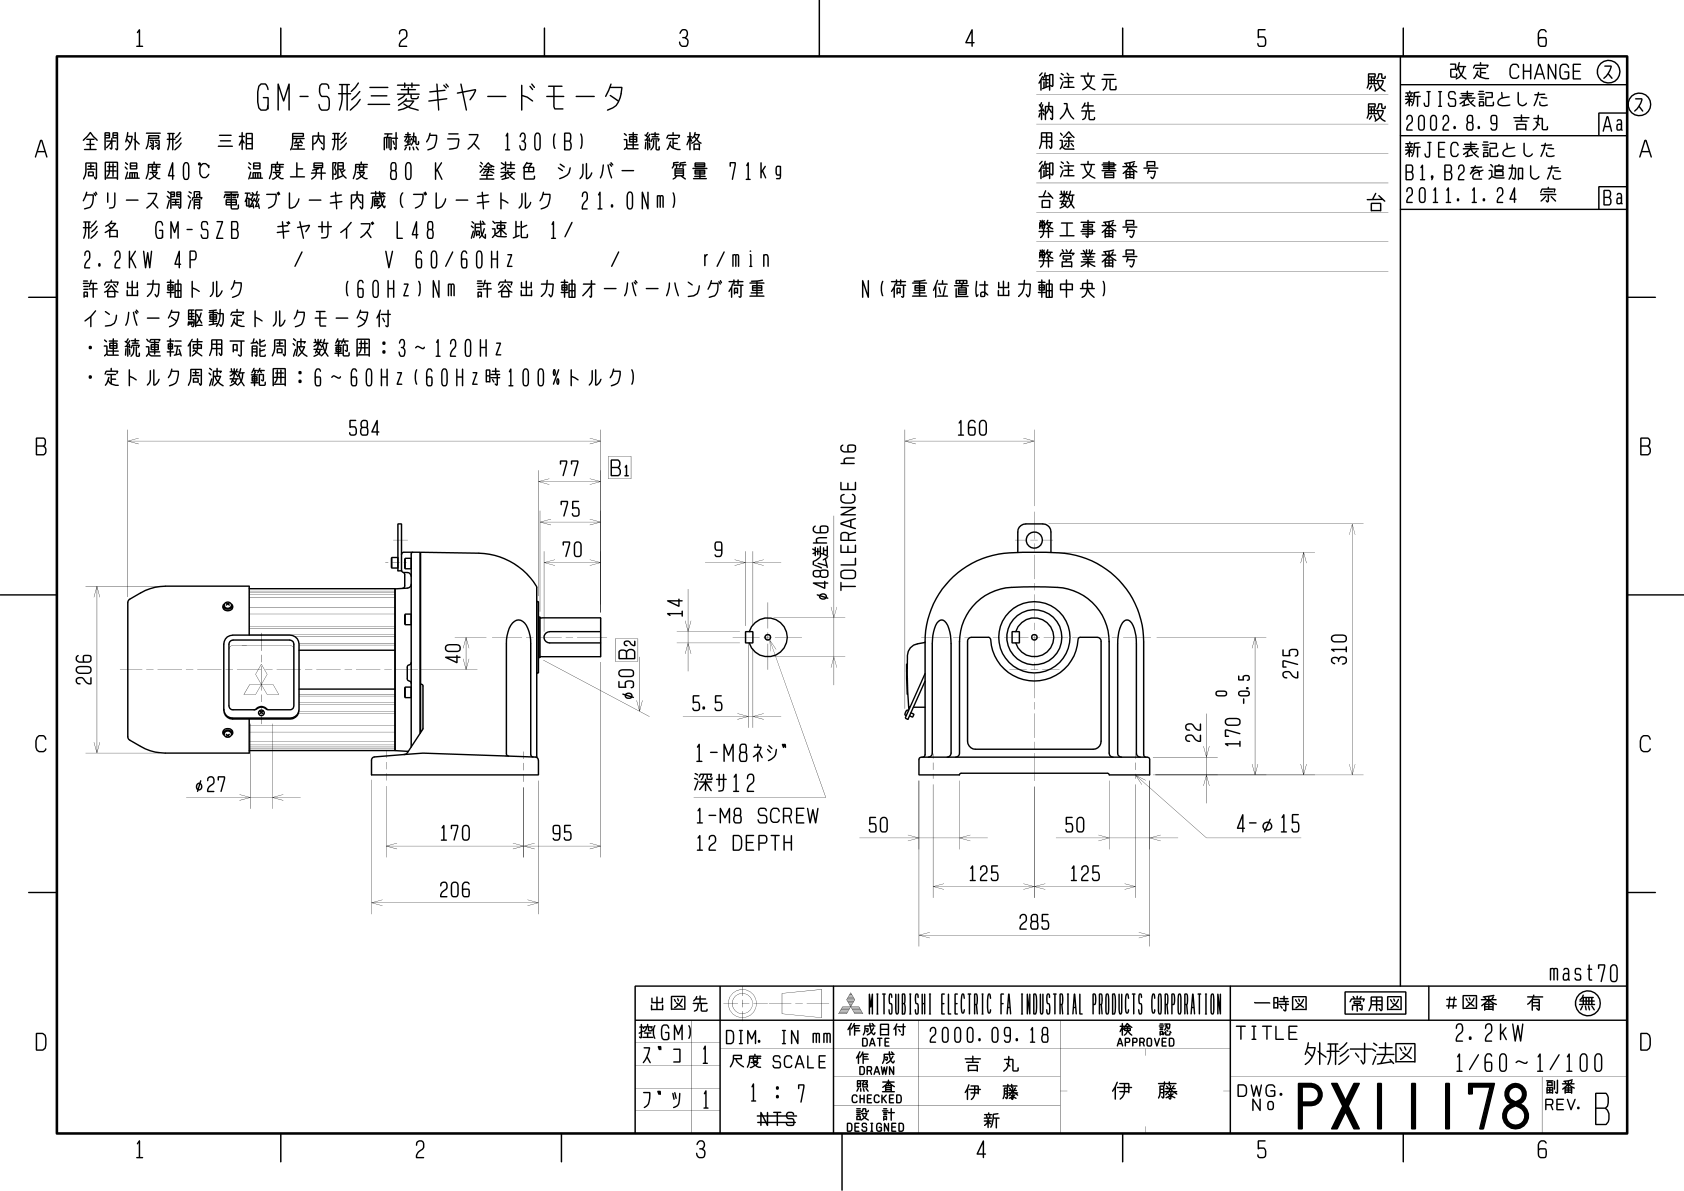 1 2 3 4 5 6
GM-S形三菱ギヤードモータ
全閉外扇形 三相 屋内形 耐熱クラス 130(B) 連続定格
周囲温度40℃ 温度上昇限度 80 K 塗装色 シルバー 質量 71kg
グリース潤滑 電磁ブレーキ内蔵(ブレーキトルク 21.0Nm)
形名 GM-SZB ギヤサイズ L48 減速比 1/
2.2KW 4P / V 60/60Hz / r/min
許容出力軸トルク (60Hz)Nm 許容出力軸オーバーハング荷重 N(荷重位置は出力軸中央)
インバータ駆動定トルクモータ付
・連続運転使用可能周波数範囲:3~120Hz
・定トルク周波数範囲:6~60Hz(60Hz時100%トルク)
御注文元 殿
納入先 殿
用途
御注文書番号
台数 台
弊工事番号
弊営業番号
改定 CHANGE ス
新JIS表記とした
2002.8.9 吉丸 Aa
ス
新JEC表記とした
B1,B2を追加した
2011.1.24 宗 Ba
A A
B B
C C
D D
584
77 B1
75
70
206
40
φ50 B2
φ27
170 95
206
9
14
5.5
φ48公差h6
TOLERANCE h6
1-M8ネジ
深サ12
1-M8 SCREW
12 DEPTH
160
310
275
170 0 -0.5
22
50 50
4-φ15
125 125
285
mast70
出図先
控(GM)
ズコ 1
ブツ 1
DIM. IN mm
尺度 SCALE
1:7
NTS
MITSUBISHI ELECTRIC FA INDUSTRIAL PRODUCTS CORPORATION
作成日付 DATE 2000.09.18
作成 DRAWN 吉丸
照査 CHECKED 伊藤
設計 DESIGNED 新
検認 APPROVED
伊藤
一時図 常用図 #図番 有 無
TITLE
外形寸法図
2.2kW
1/60~1/100
DWG. No PX11178
副番 REV. B
1 2 3 4 5 6